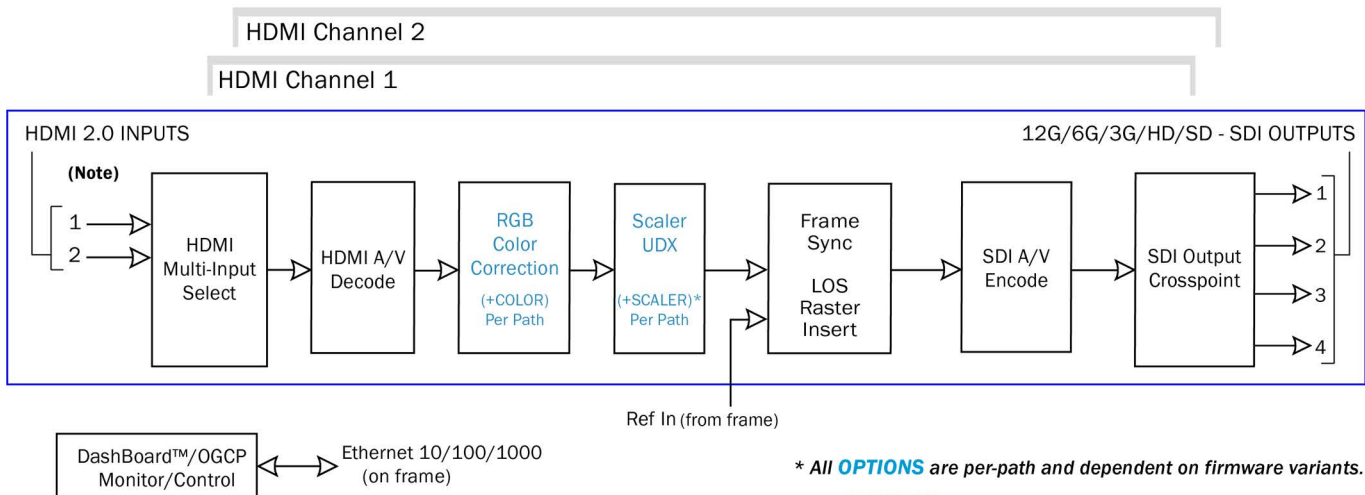 HDMI Channel 2
HDMI Channel 1
HDMI 2.0 INPUTS
12G/6G/3G/HD/SD - SDI OUTPUTS
(Note)
1
2
HDMI
Multi-Input
Select
HDMI A/V
Decode
RGB
Color
Correction
(+COLOR)
Per Path
Scaler
UDX
(+SCALER)*
Per Path
Frame
Sync
LOS
Raster
Insert
SDI A/V
Encode
SDI Output
Crosspoint
1
2
3
4
Ref In (from frame)
DashBoard™/OGCP
Monitor/Control
Ethernet 10/100/1000
(on frame)
* All OPTIONS are per-path and dependent on firmware variants.